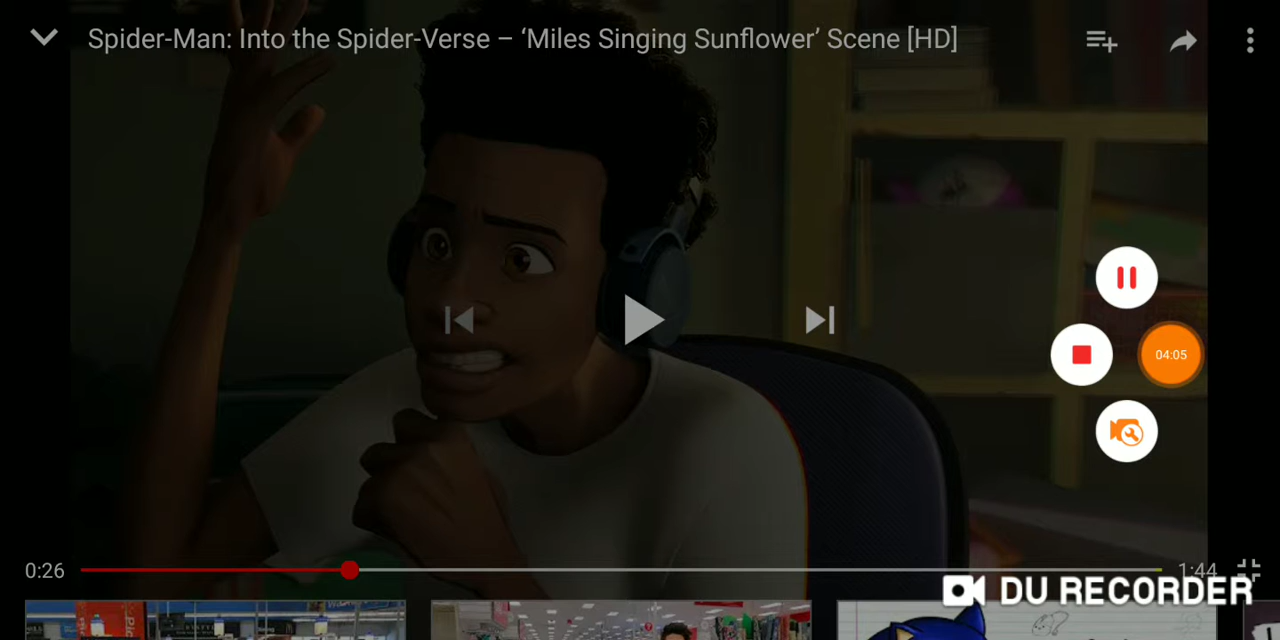 Spider-Man: Into the Spider-Verse – ‘Miles Singing Sunflower’ Scene [HD]
04:05
0:26
1:44
DU RECORDER